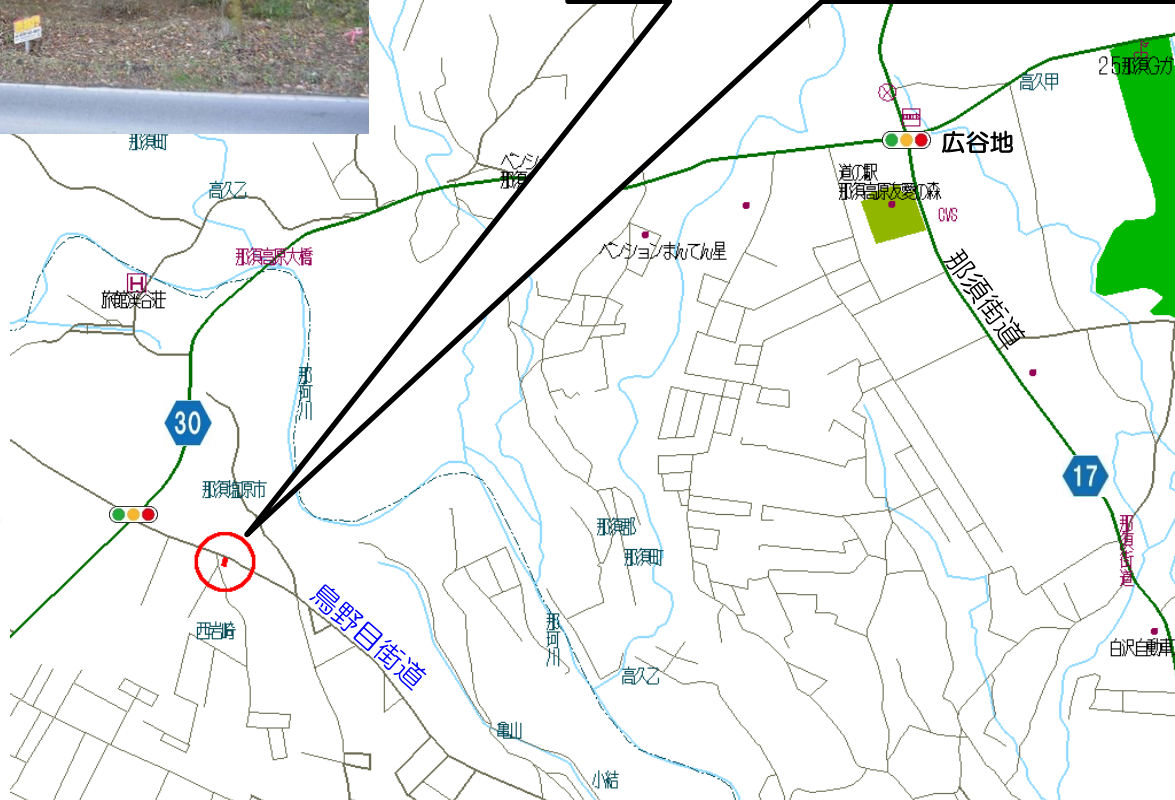 25那須Gガ
高久甲
広谷地
那須町
道の駅
那須高原友愛の森
ペンシ
那須
高久乙
CVS
那須高原大橋
ペンションまんてん星
那須街道
旅館渓谷荘
那珂川
30
17
那須塩原市
那須郡
那須町
那須街道
烏野目街道
西岩崎
那珂川
白沢自動車
高久乙
亀山
小結